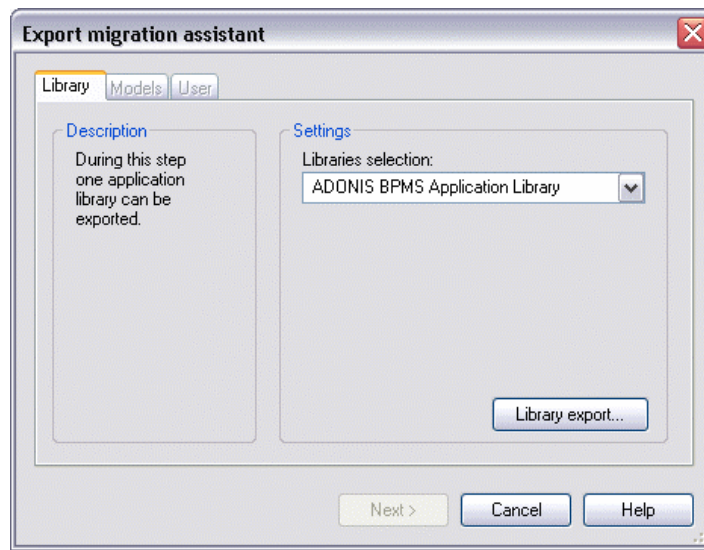 Export migration assistant
Library Models User
Description
During this step
one application
library can be
exported.
Settings
Libraries selection:
ADONIS BPMS Application Library
Library export...
Next > Cancel Help